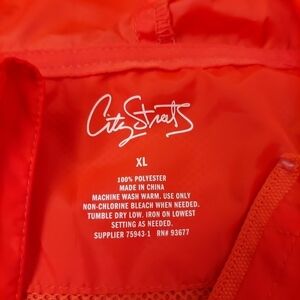 City Streets
XL
100% POLYESTER
MADE IN CHINA
MACHINE WASH WARM. USE ONLY
NON-CHLORINE BLEACH WHEN NEEDED.
TUMBLE DRY LOW. IRON ON LOWEST
SETTING AS NEEDED.
SUPPLIER 75943-1 RN# 93677